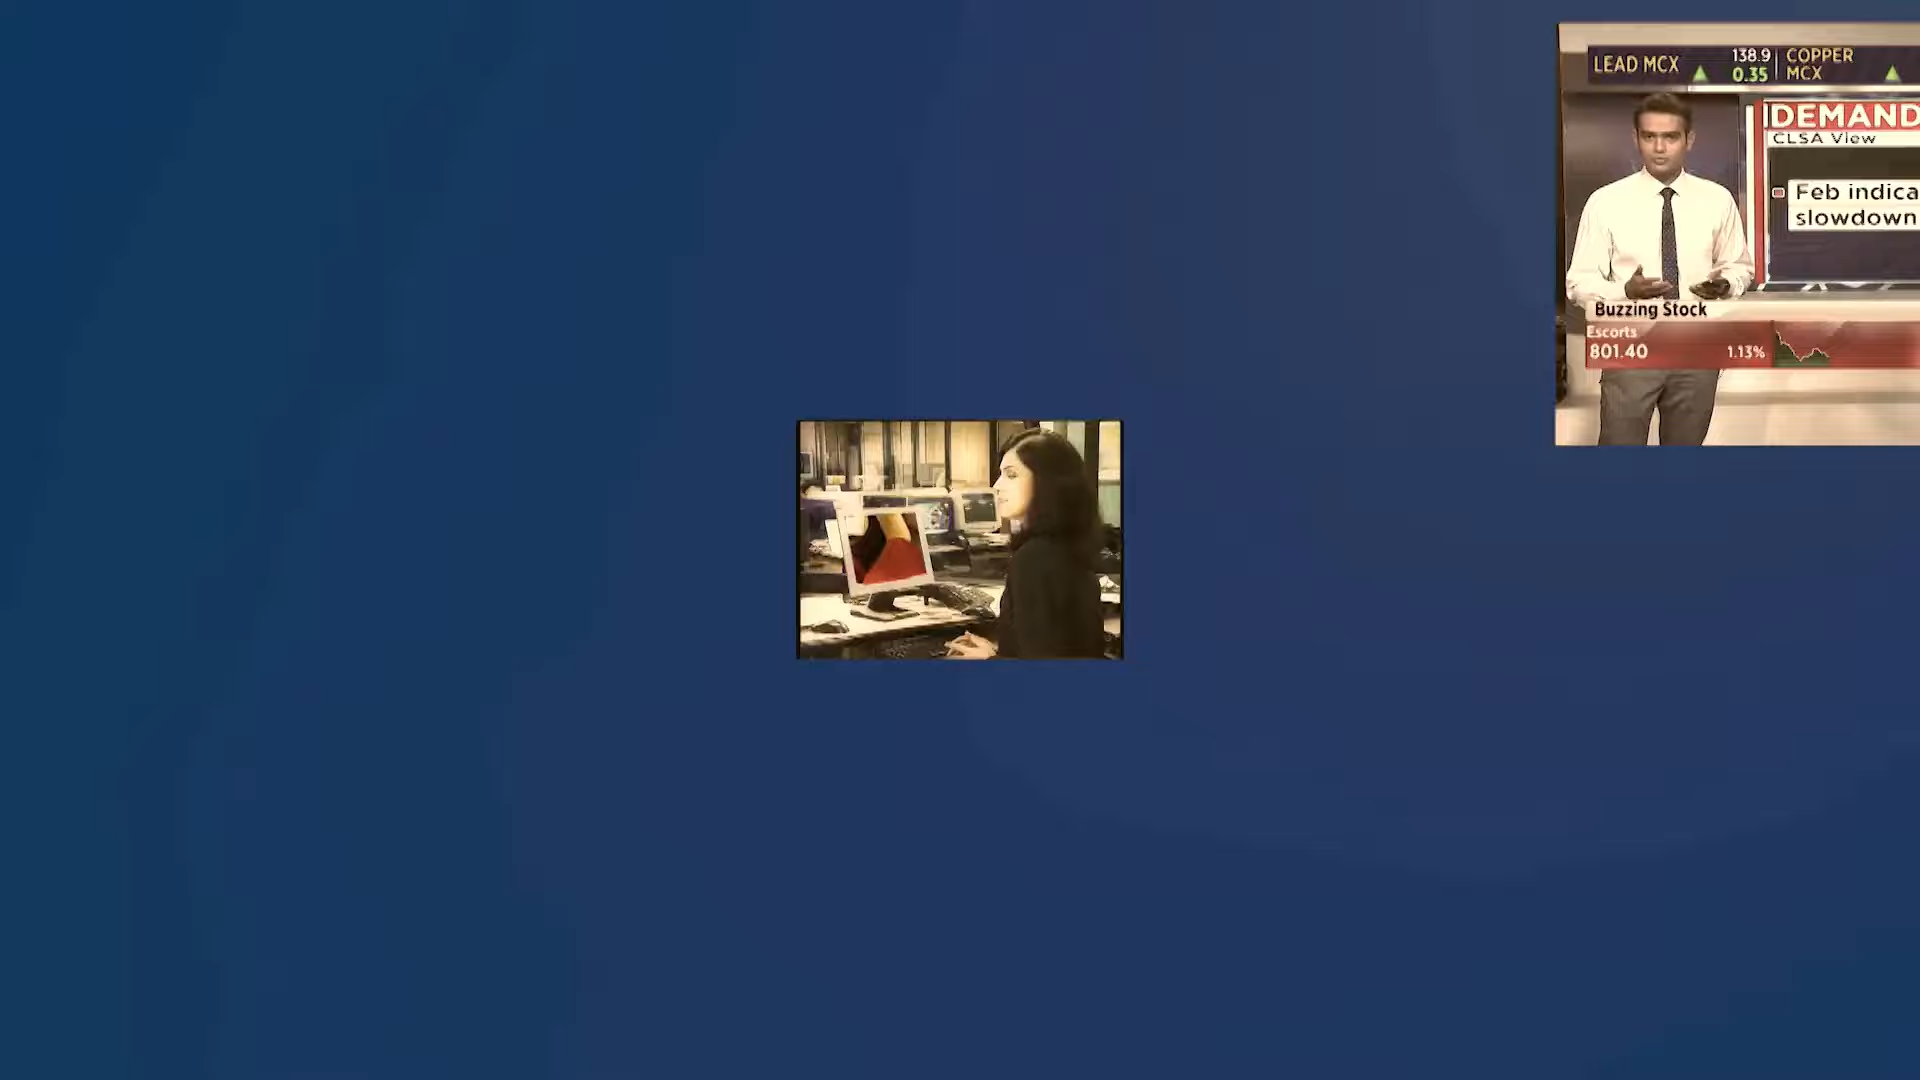 LEAD MCX
138.9
0.35
COPPER
MCX
DEMAND
CLSA View
Feb indica
slowdown
Buzzing Stock
Escorts
801.40
1.13%